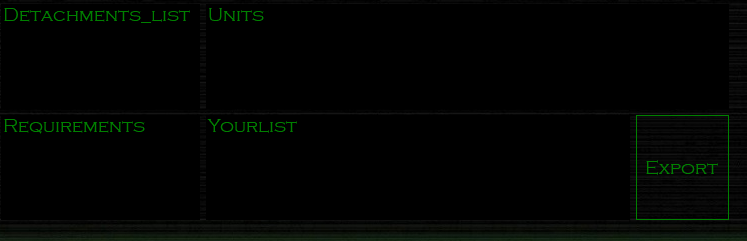 Detachments_list
Units
Requirements
Yourlist
Export